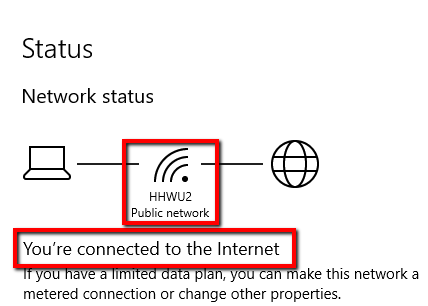 Status
Network status
HHWU2
Public network
You’re connected to the Internet
If you have a limited data plan, you can make this network a
metered connection or change other properties.